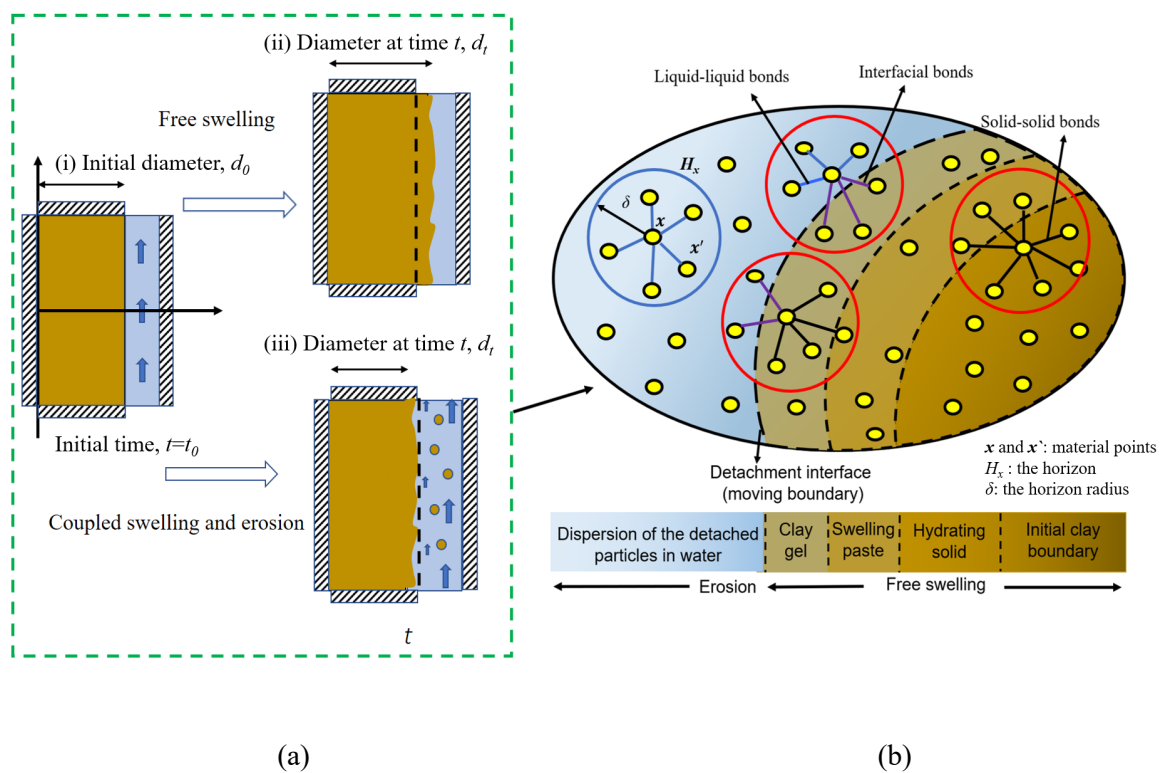 (ii) Diameter at time t, dt
Free swelling
(i) Initial diameter, d0
(iii) Diameter at time t, dt
Initial time, t=t0
Coupled swelling and erosion
t
(a)
Liquid-liquid bonds
Interfacial bonds
Solid-solid bonds
Hx
δ
x
x'
Detachment interface
(moving boundary)
x and x`: material points
Hx : the horizon
δ: the horizon radius
Dispersion of the detached
particles in water
Clay
gel
Swelling
paste
Hydrating
solid
Initial clay
boundary
Erosion
Free swelling
(b)